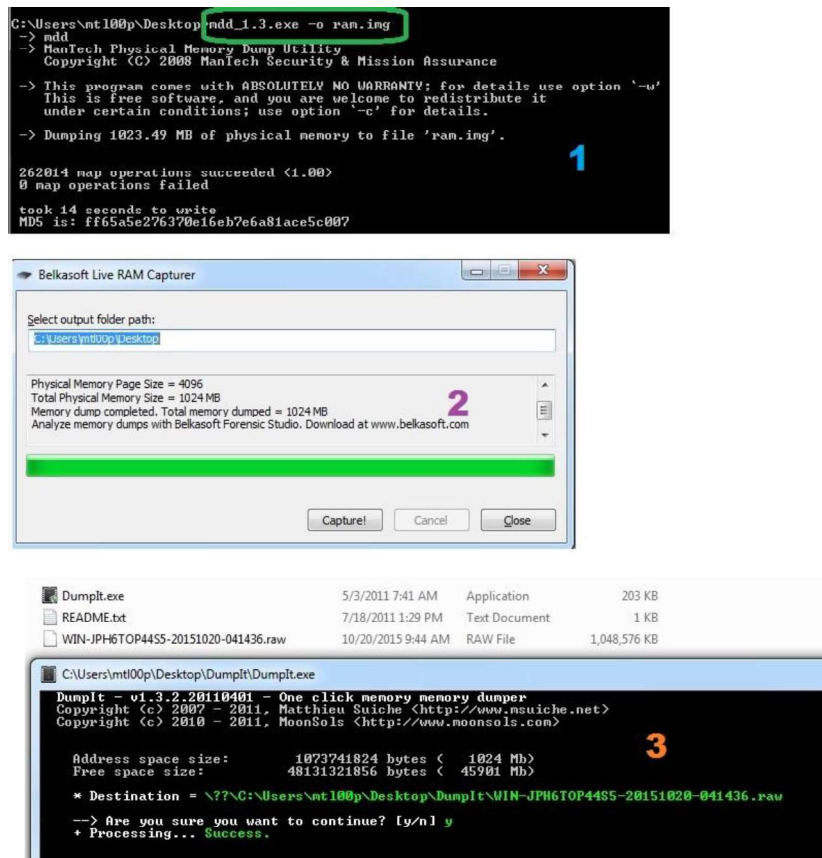 C:\Users\mtl00p\Desktop>mdd_1.3.exe -o ram.img
-> mdd
-> ManTech Physical Memory Dump Utility
Copyright (C) 2008 ManTech Security & Mission Assurance
-> This program comes with ABSOLUTELY NO WARRANTY; for details use option `-w'
This is free software, and you are welcome to redistribute it
under certain conditions; use option `-c' for details.
-> Dumping 1023.49 MB of physical memory to file 'ram.img'.
1
262014 map operations succeeded (1.00)
0 map operations failed
took 14 seconds to write
MD5 is: ff65a5e276370e16eb7e6a81ace5c007
Belkasoft Live RAM Capturer
Select output folder path:
C:\Users\mtl00p\Desktop
Physical Memory Page Size = 4096
Total Physical Memory Size = 1024 MB
Memory dump completed. Total memory dumped = 1024 MB
Analyze memory dumps with Belkasoft Forensic Studio. Download at www.belkasoft.com
2
Capture! Cancel Close
DumpIt.exe 5/3/2011 7:41 AM Application 203 KB
README.txt 7/18/2011 1:29 PM Text Document 1 KB
WIN-JPH6TOP44S5-20151020-041436.raw 10/20/2015 9:44 AM RAW File 1,048,576 KB
C:\Users\mtl00p\Desktop\DumpIt\DumpIt.exe
DumpIt - v1.3.2.20110401 - One click memory memory dumper
Copyright (c) 2007 - 2011, Matthieu Suiche <http://www.msuiche.net>
Copyright (c) 2010 - 2011, MoonSols <http://www.moonsols.com>
3
Address space size: 1073741824 bytes ( 1024 Mb)
Free space size: 48131321856 bytes ( 45901 Mb)
* Destination = \??\C:\Users\mtl00p\Desktop\DumpIt\WIN-JPH6TOP44S5-20151020-041436.raw
--> Are you sure you want to continue? [y/n] y
+ Processing... Success.